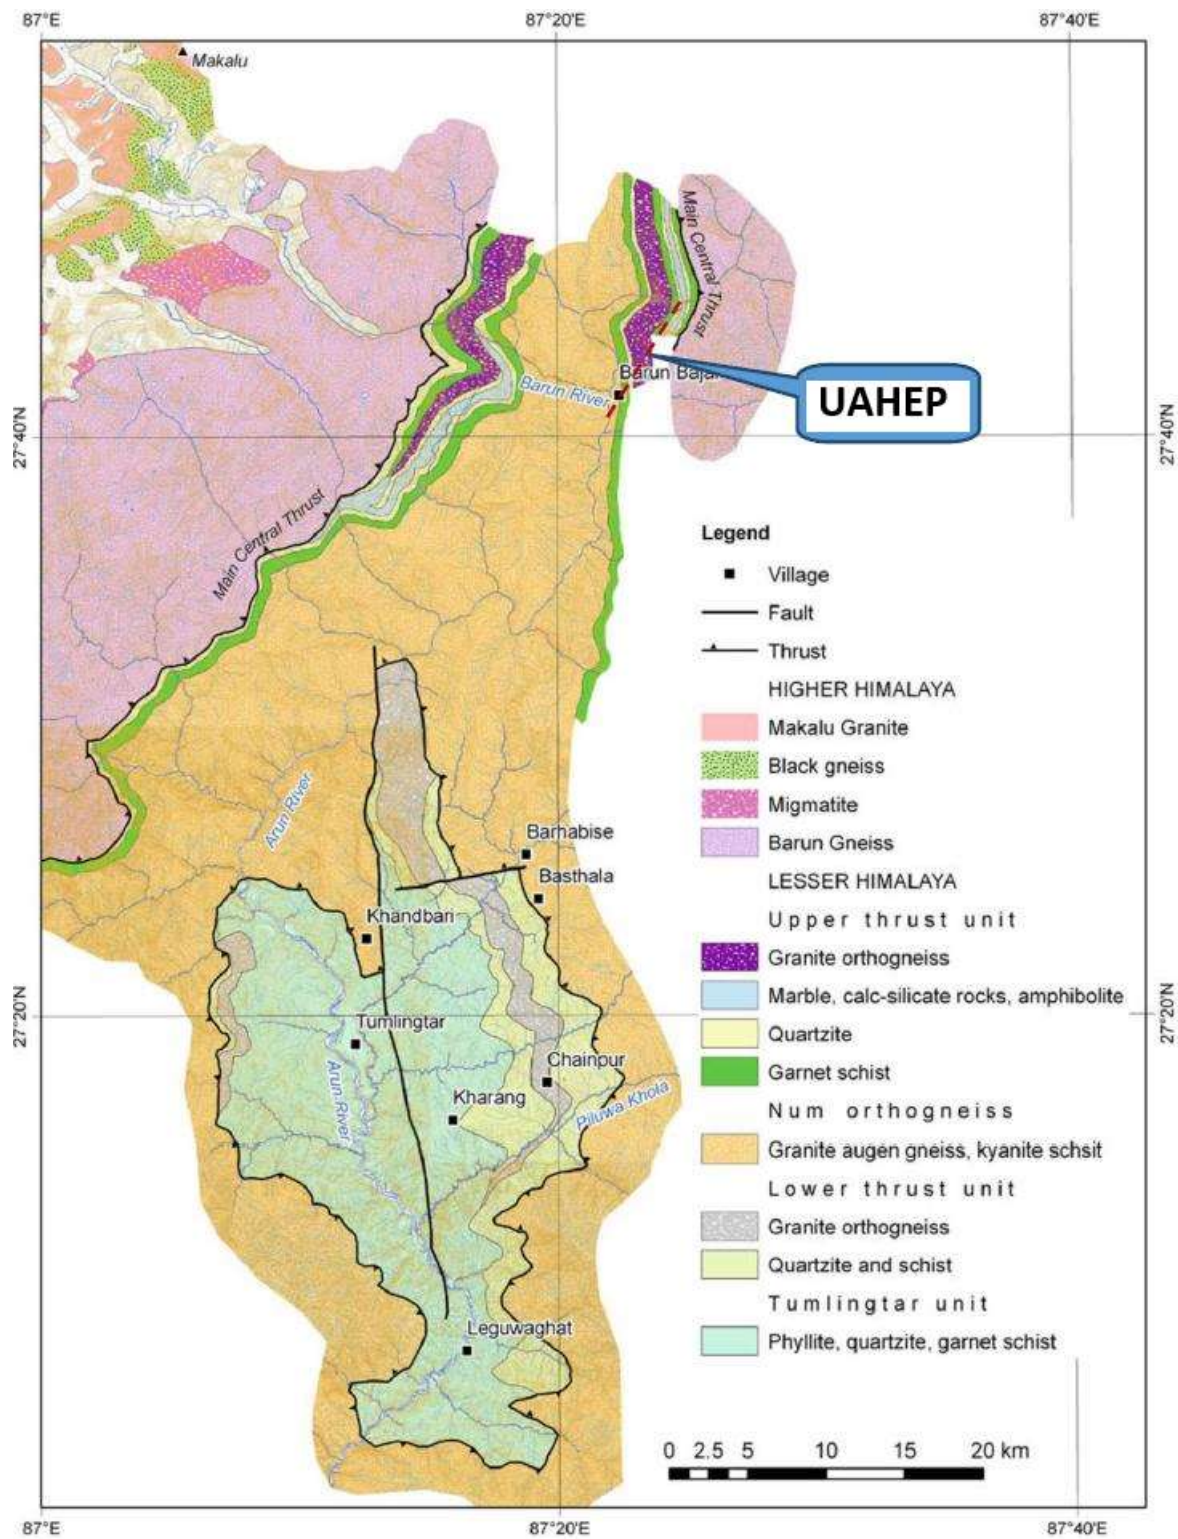 87°E
87°20'E
87°40'E
Makalu
Main Central Thrust
Barun River
UAHEP
27°40'N
27°40'N
Main Central Thrust
Legend
Village
Fault
Thrust
HIGHER HIMALAYA
Makalu Granite
Black gneiss
Migmatite
Barun Gneiss
LESSER HIMALAYA
Upper thrust unit
Granite orthogneiss
Marble, calc-silicate rocks, amphibolite
Quartzite
Garnet schist
Num orthogneiss
Granite augen gneiss, kyanite schsit
Lower thrust unit
Granite orthogneiss
Quartzite and schist
Tumlingtar unit
Phyllite, quartzite, garnet schist
Arun River
Barhabise
Basthala
Khandbari
27°20'N
27°20'N
Tumlingtar
Chainpur
Arun River
Kharang
Piluwa Khola
Leguwaghat
0 2.5 5 10 15 20 km
87°E
87°20'E
87°40'E
Barun